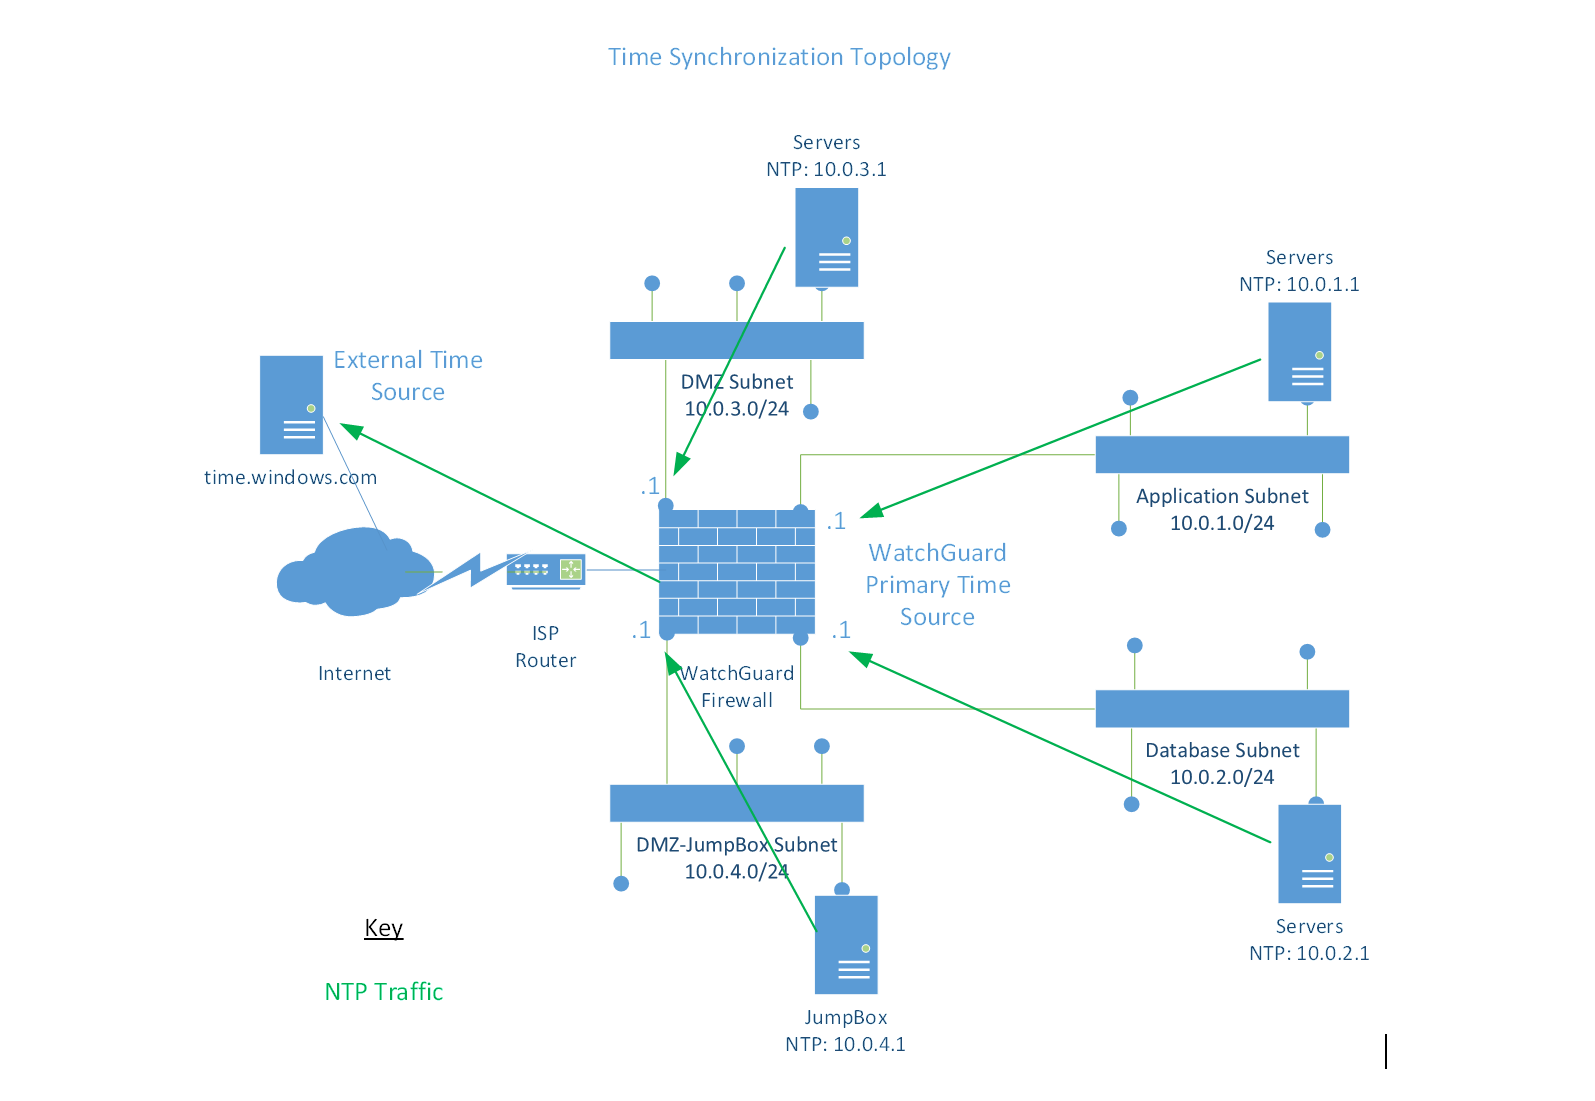 Time Synchronization Topology
Servers
NTP: 10.0.3.1
Servers
NTP: 10.0.1.1
External Time
Source
time.windows.com
DMZ Subnet
10.0.3.0/24
Application Subnet
10.0.1.0/24
.1
.1
WatchGuard
Primary Time
Source
.1
.1
ISP
Router
Internet
WatchGuard
Firewall
Database Subnet
10.0.2.0/24
DMZ-JumpBox Subnet
10.0.4.0/24
Servers
NTP: 10.0.2.1
Key
NTP Traffic
JumpBox
NTP: 10.0.4.1